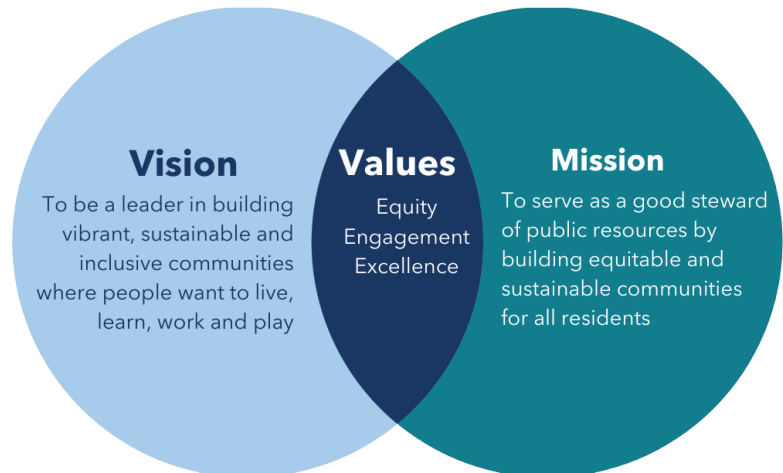 Vision
To be a leader in building
vibrant, sustainable and
inclusive communities
where people want to live,
learn, work and play
Values
Equity
Engagement
Excellence
Mission
To serve as a good steward
of public resources by
building equitable and
sustainable communities
for all residents